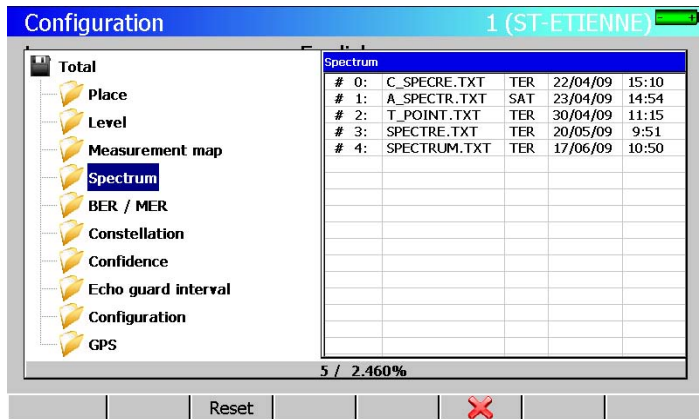 Configuration 1 (ST-ETIENNE)
Total
Place
Level
Measurement map
Spectrum
BER / MER
Constellation
Confidence
Echo guard interval
Configuration
GPS
Spectrum
# 0: C_SPECRE.TXT TER 22/04/09 15:10
# 1: A_SPECTR.TXT SAT 23/04/09 14:54
# 2: T_POINT.TXT TER 30/04/09 11:15
# 3: SPECTRE.TXT TER 20/05/09 9:51
# 4: SPECTRUM.TXT TER 17/06/09 10:50
5 / 2.460%
Reset